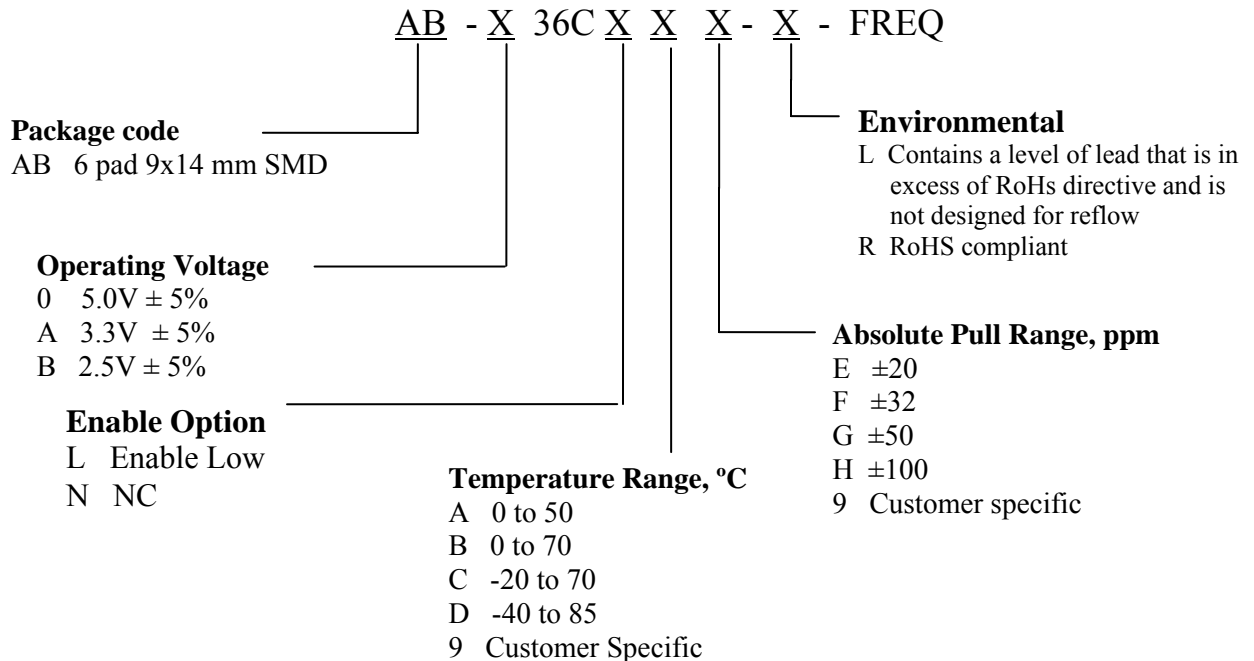 AB - X 36C X X X - X - FREQ
Package code
AB 6 pad 9x14 mm SMD
Environmental
L Contains a level of lead that is in
excess of RoHs directive and is
not designed for reflow
R RoHS compliant
Operating Voltage
0 5.0V ± 5%
A 3.3V ± 5%
B 2.5V ± 5%
Absolute Pull Range, ppm
E ±20
F ±32
G ±50
H ±100
9 Customer specific
Enable Option
L Enable Low
N NC
Temperature Range, ºC
A 0 to 50
B 0 to 70
C -20 to 70
D -40 to 85
9 Customer Specific